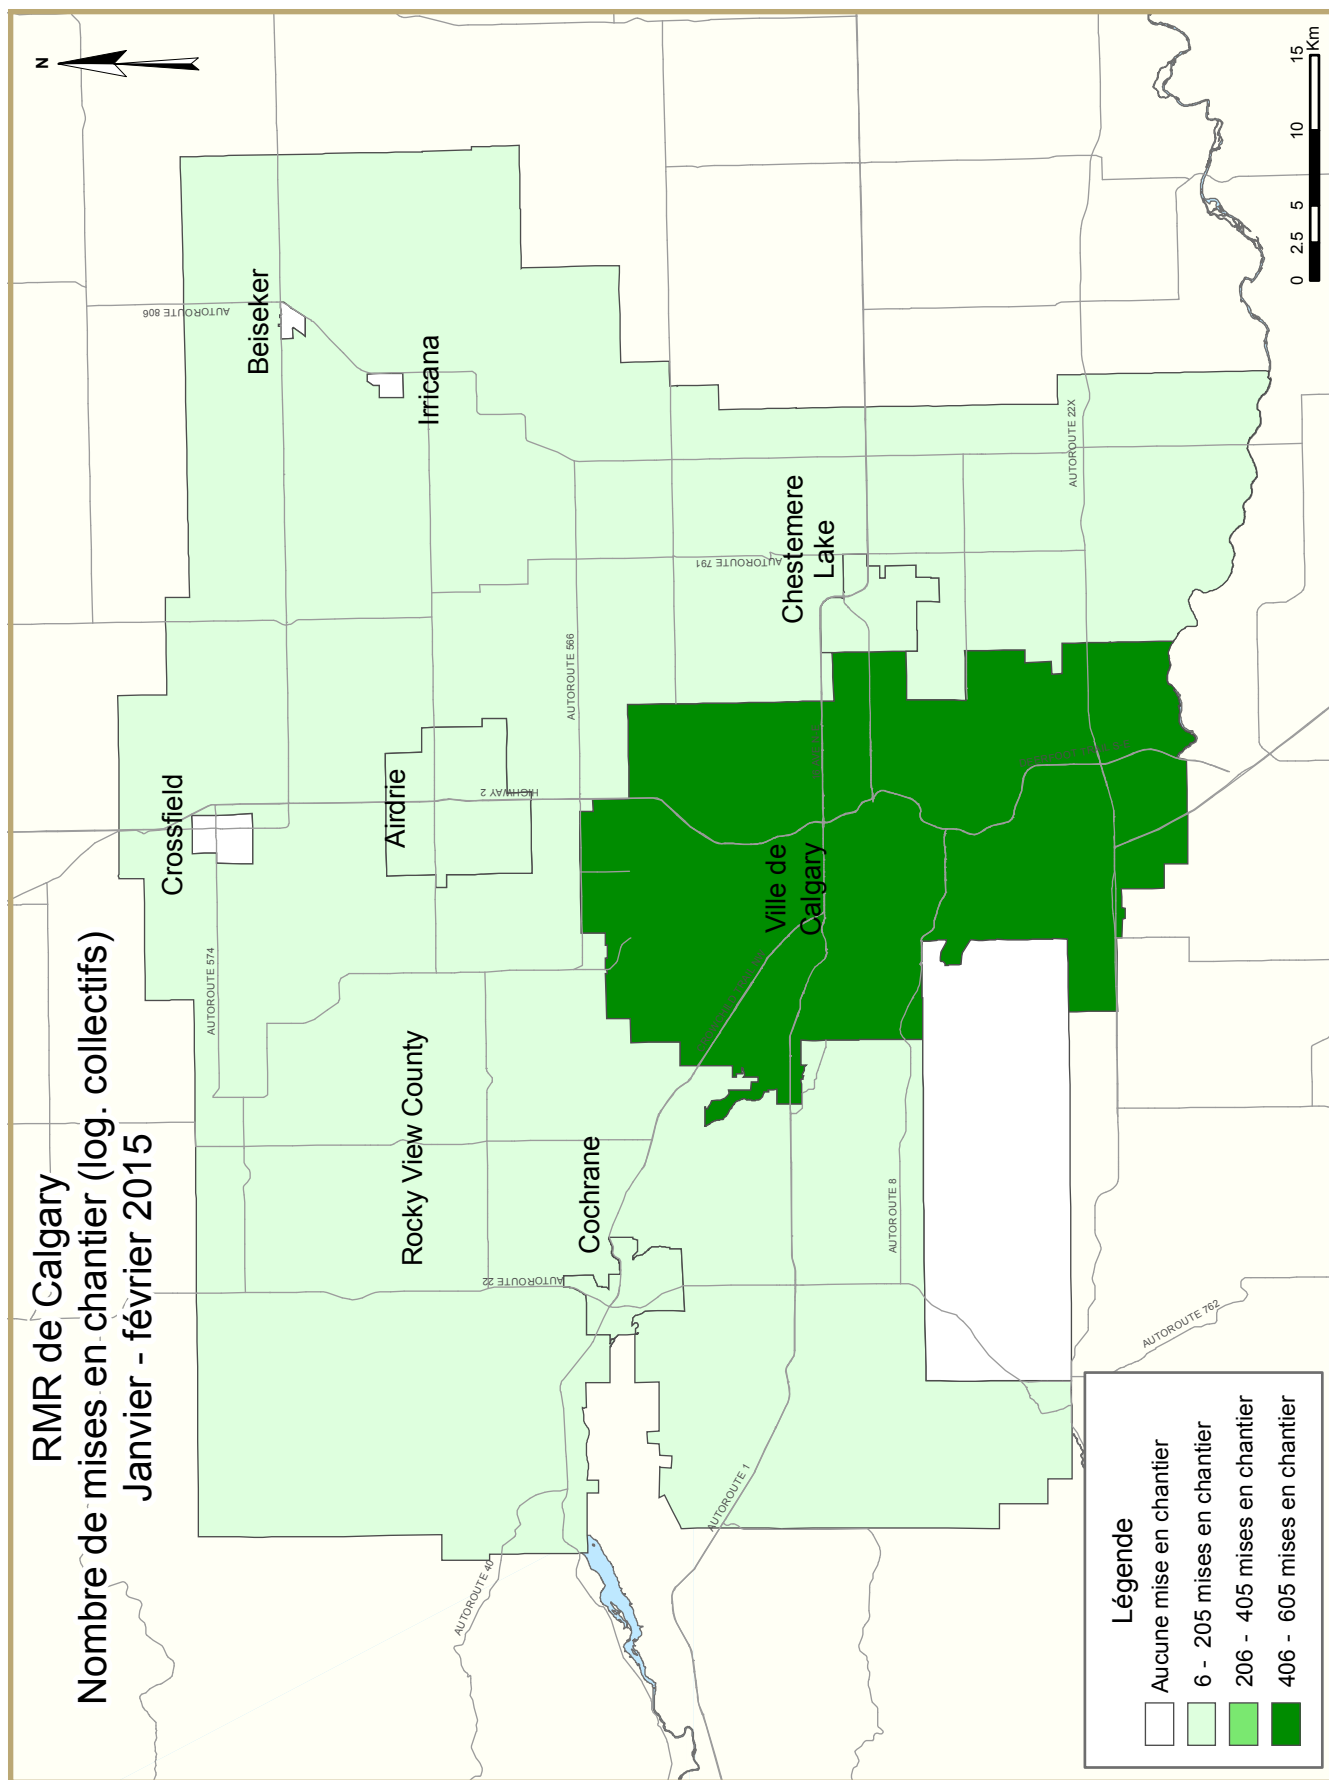 RMR de Calgary
Nombre de mises en chantier (log. collectifs)
Janvier - février 2015
N
Crossfield
Beiseker
Irricana
Airdrie
Rocky View County
Cochrane
Chestemere
Lake
Ville de
Calgary
AUTOROUTE 574
AUTOROUTE 806
HIGHWAY 2
AUTOROUTE 566
AUTOROUTE 22
AUTOROUTE 791
AUTOROUTE 40
AUTOROUTE 1
AUTOROUTE 8
AUTOROUTE 22X
AUTOROUTE 762
Légende
Aucune mise en chantier
6 - 205 mises en chantier
206 - 405 mises en chantier
406 - 605 mises en chantier
0 2.5 5 10 15
Km